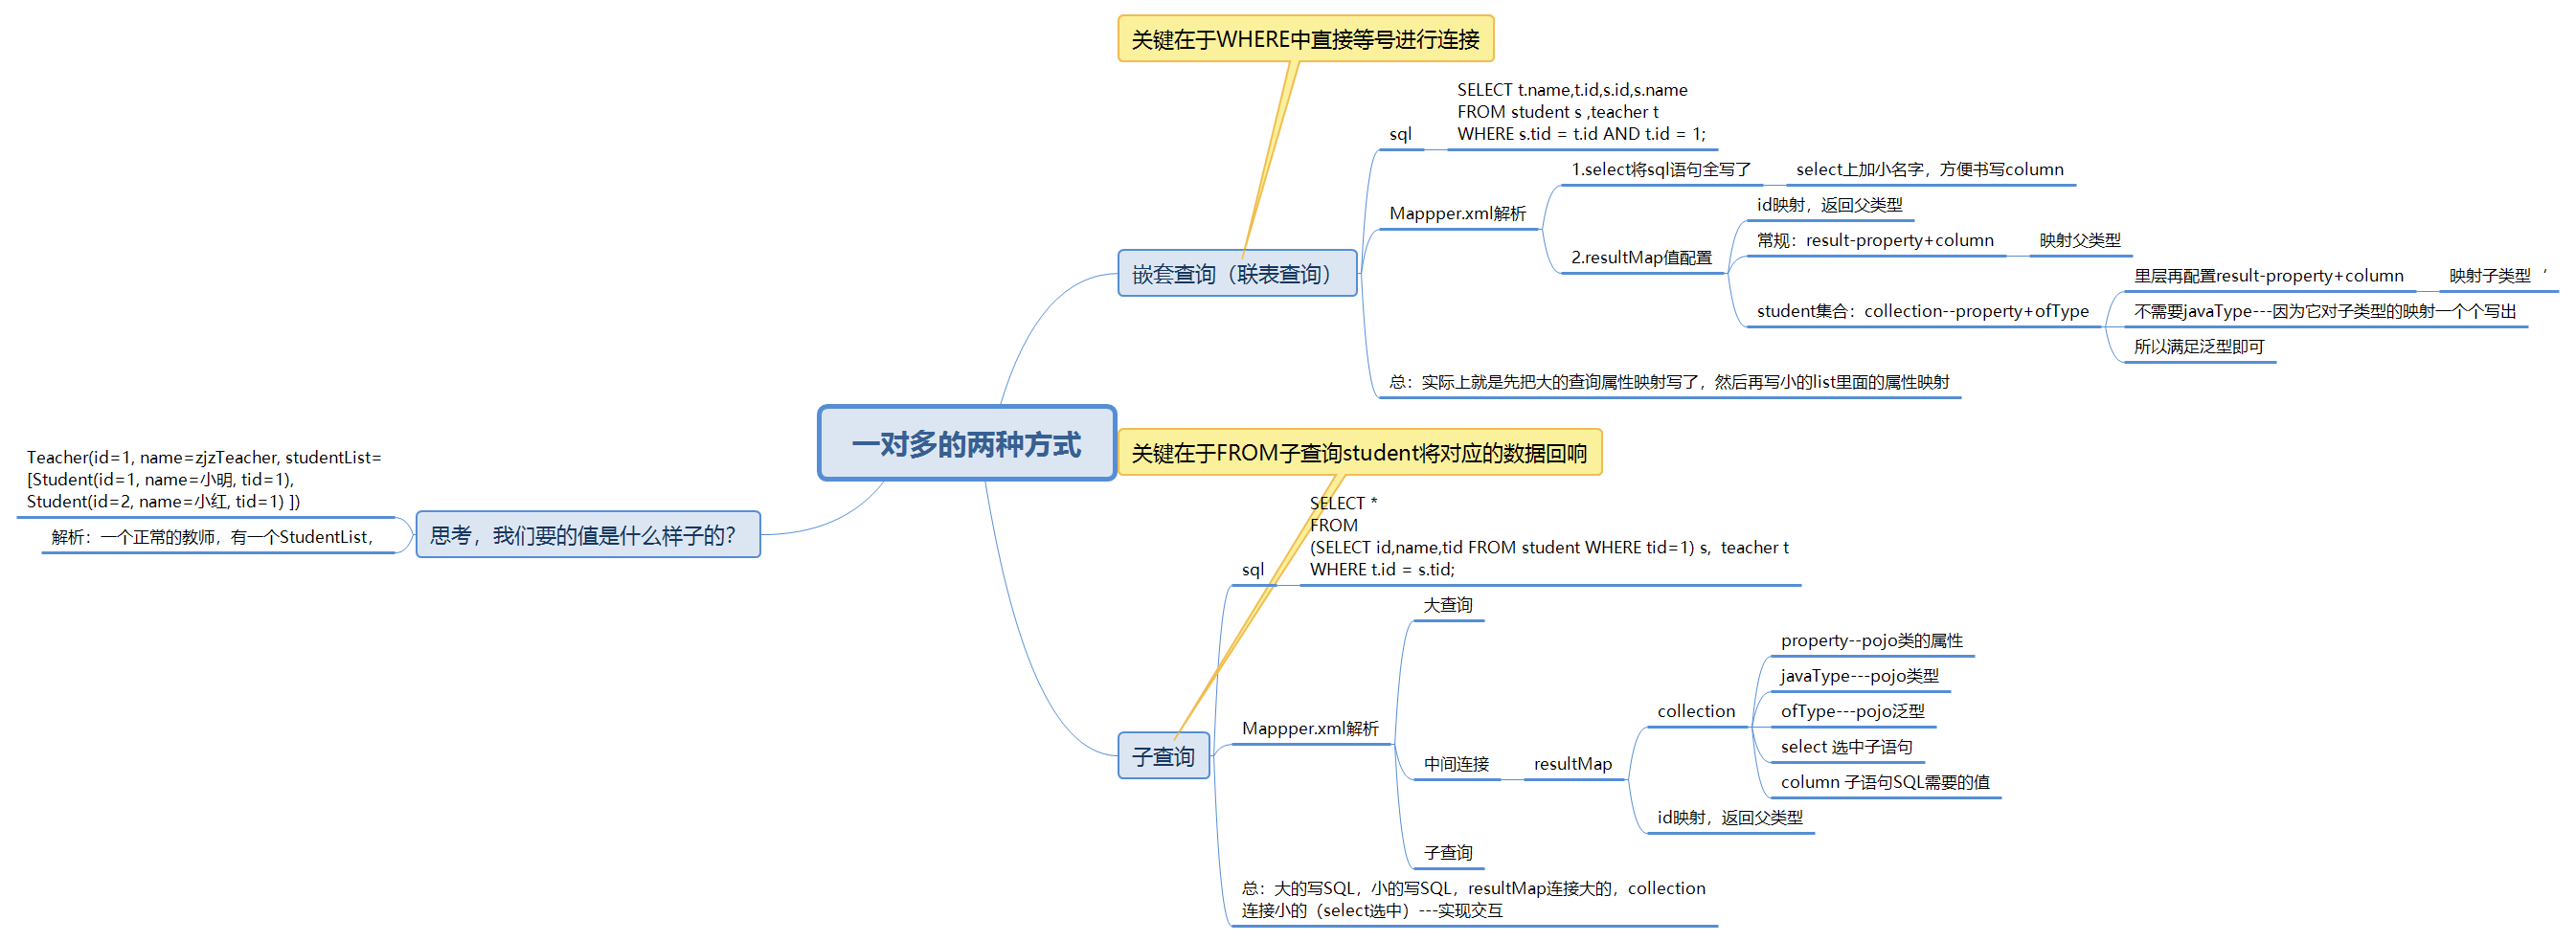 关键在于WHERE中直接等号进行连接
SELECT t.name,t.id,s.id,s.name
FROM student s ,teacher t
WHERE s.tid = t.id AND t.id = 1;
sql
1.select将sql语句全写了
select上加小名字，方便书写column
Mappper.xml解析
id映射，返回父类型
常规：result-property+column
映射父类型
2.resultMap值配置
嵌套查询（联表查询）
里层再配置result-property+column
映射子类型‘
student集合：collection--property+ofType
不需要javaType---因为它对子类型的映射一个个写出
所以满足泛型即可
总：实际上就是先把大的查询属性映射写了，然后再写小的list里面的属性映射
一对多的两种方式
关键在于FROM子查询student将对应的数据回响
Teacher(id=1, name=zjzTeacher, studentList=
[Student(id=1, name=小明, tid=1),
Student(id=2, name=小红, tid=1) ])
思考，我们要的值是什么样子的？
解析：一个正常的教师，有一个StudentList，
SELECT *
FROM
(SELECT id,name,tid FROM student WHERE tid=1) s,  teacher t
WHERE t.id = s.tid;
sql
大查询
property--pojo类的属性
javaType---pojo类型
collection
ofType---pojo泛型
Mappper.xml解析
select 选中子语句
子查询
中间连接
resultMap
column 子语句SQL需要的值
id映射，返回父类型
子查询
总：大的写SQL，小的写SQL，resultMap连接大的，collection
连接小的（select选中）---实现交互